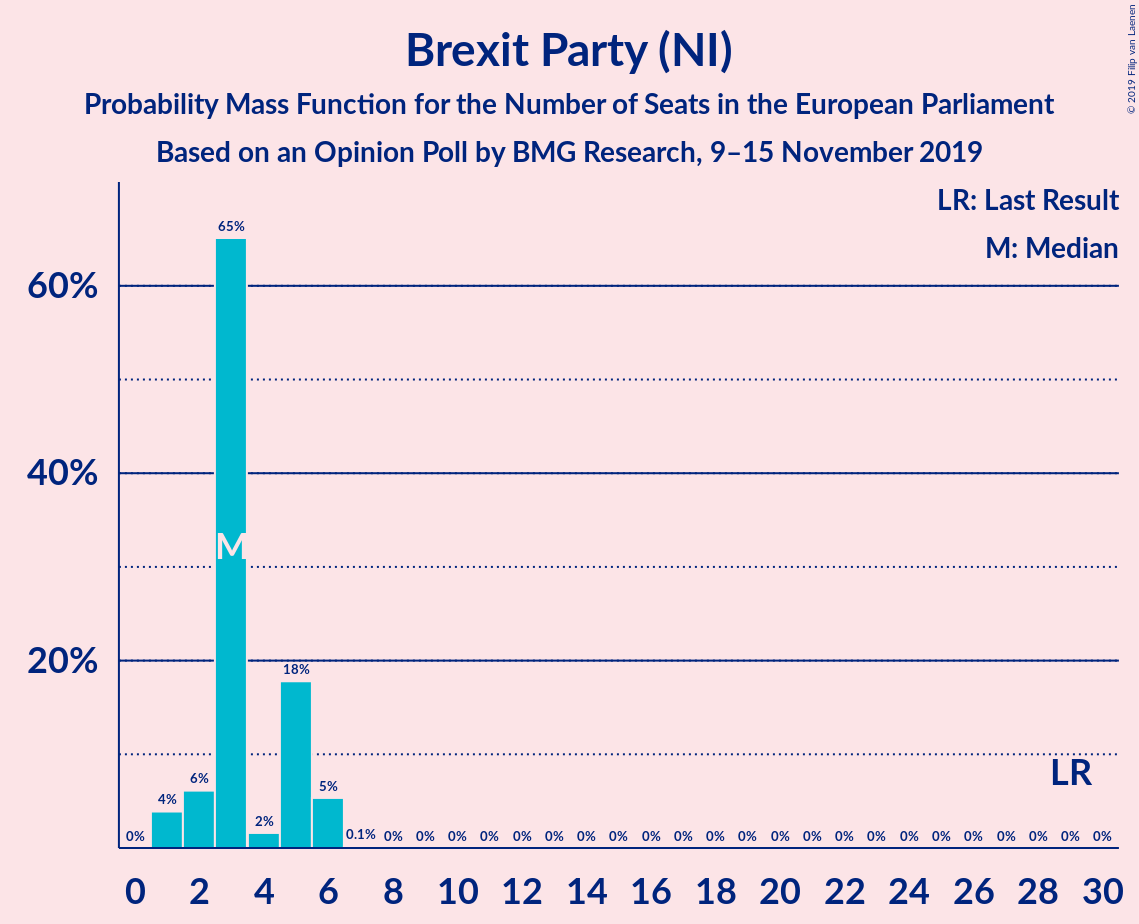 Brexit Party (NI)
Probability Mass Function for the Number of Seats in the European Parliament
Based on an Opinion Poll by BMG Research, 9–15 November 2019
© 2019 Filip van Laenen
LR: Last Result
M: Median
60%
40%
20%
0% 4% 6% 65% 2% 18% 5% 0.1% 0% 0% 0% 0% 0% 0% 0% 0% 0% 0% 0% 0% 0% 0% 0% 0% 0% 0% 0% 0% 0% 0% 0%
M
LR
0 2 4 6 8 10 12 14 16 18 20 22 24 26 28 30